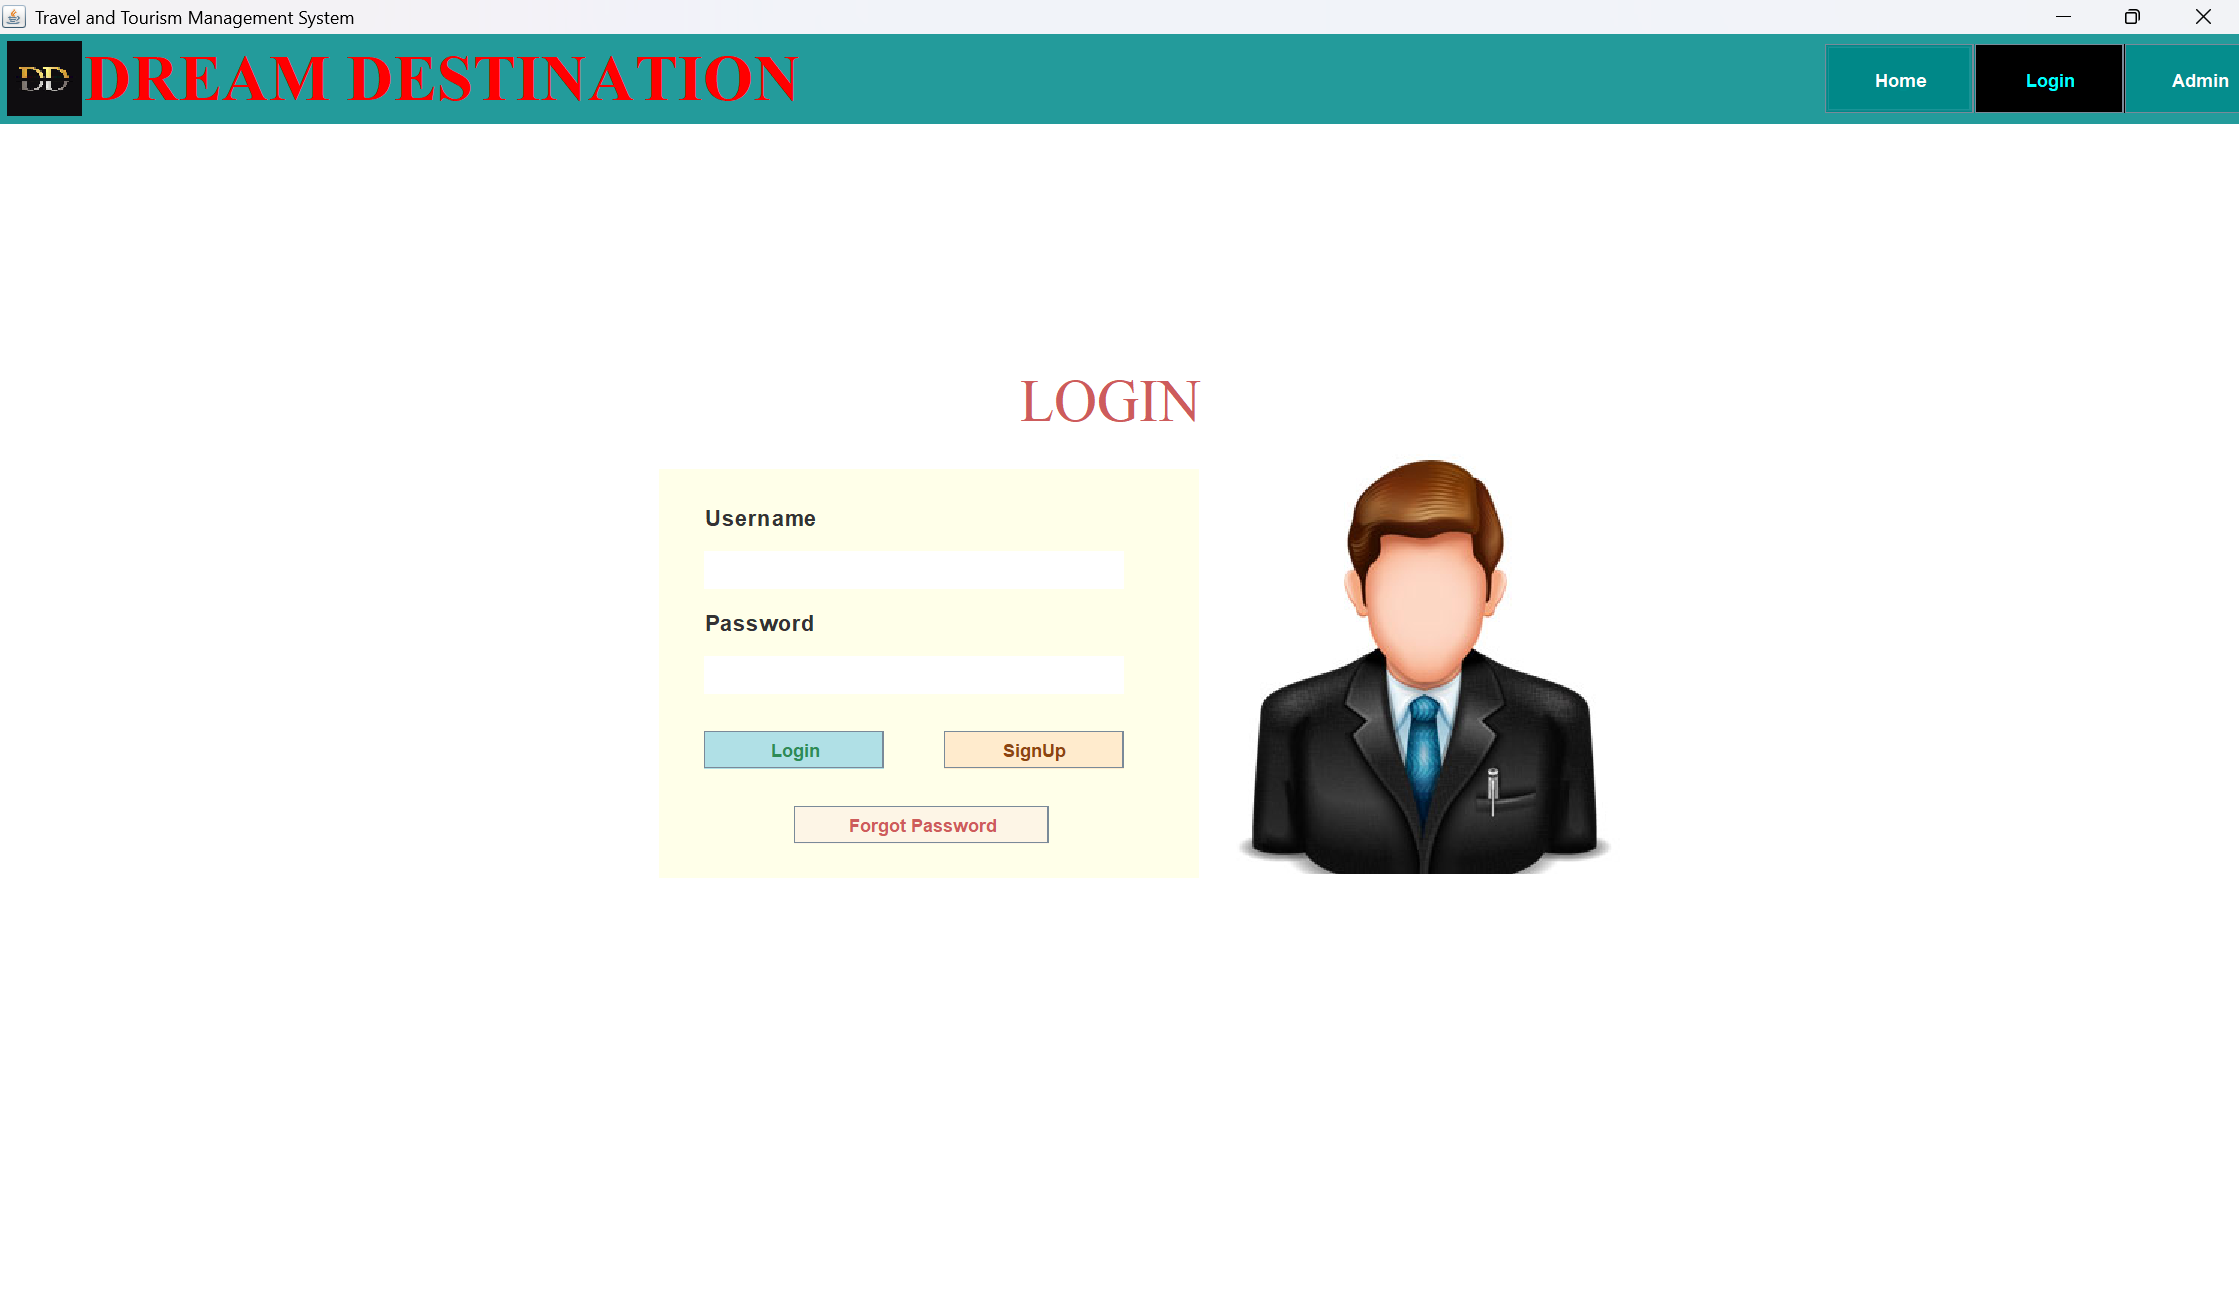 Travel and Tourism Management System
DD DREAM DESTINATION
Home Login Admin
LOGIN
Username
Password
Login SignUp
Forgot Password